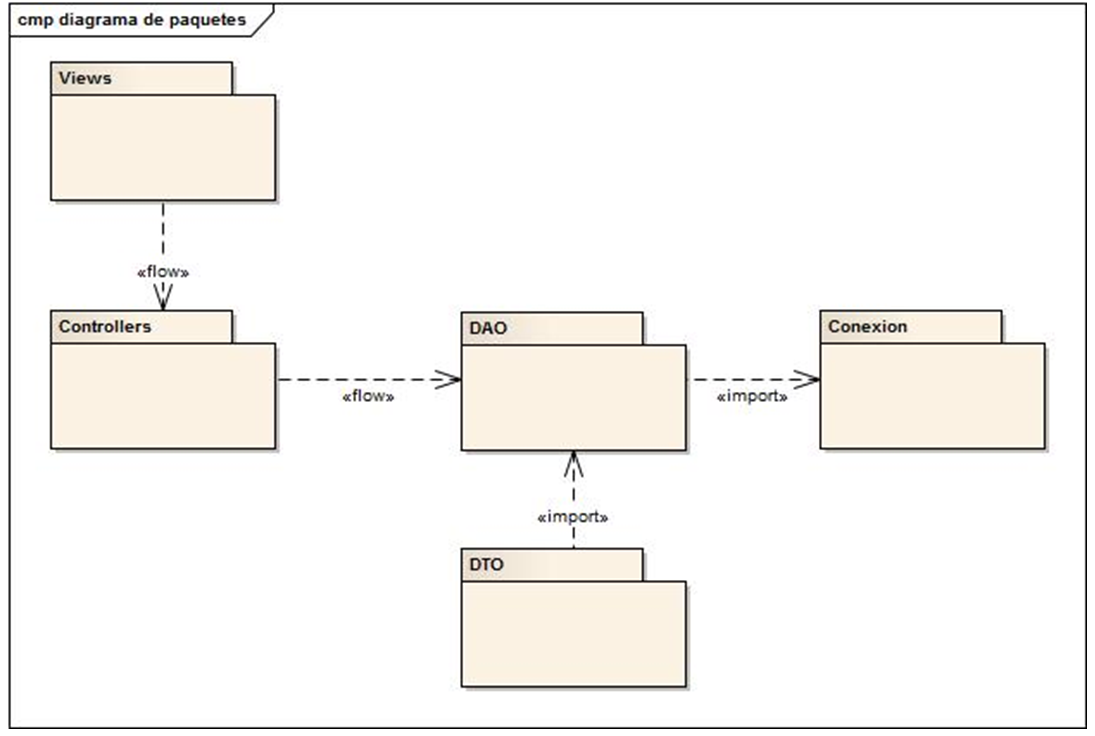 cmp diagrama de paquetes
Views
«flow»
Controllers
DAO
Conexion
«flow»
«import»
«import»
DTO